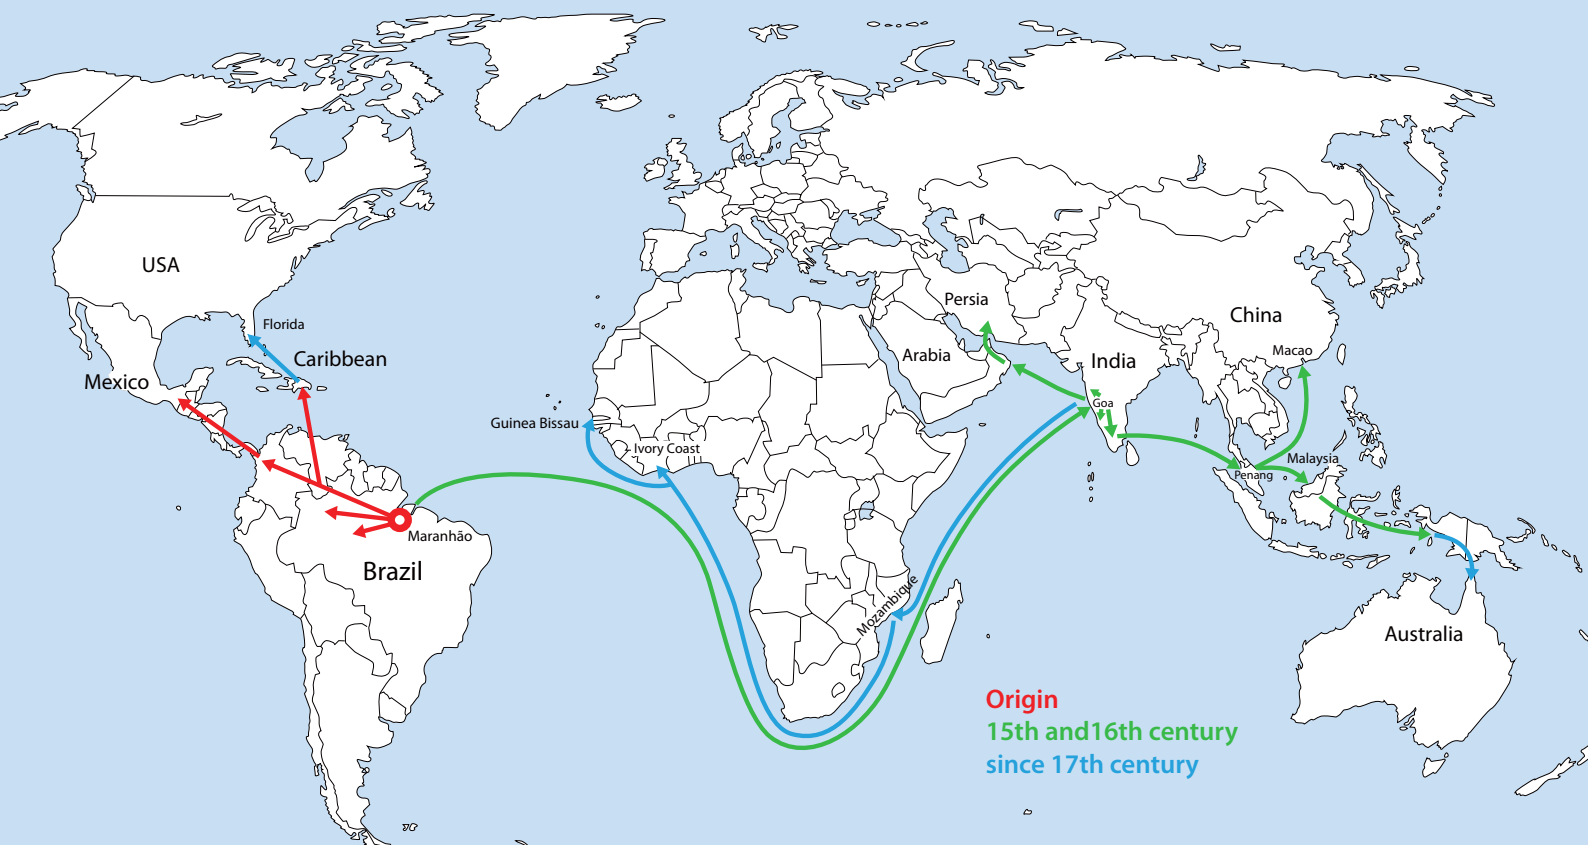 USA
Florida
Caribbean
Mexico
Maranhão
Brazil
Guinea Bissau
Ivory Coast
Mozambique
Persia
Arabia
India
Goa
China
Macao
Malaysia
Penang
Australia
Origin
15th and16th century
since 17th century